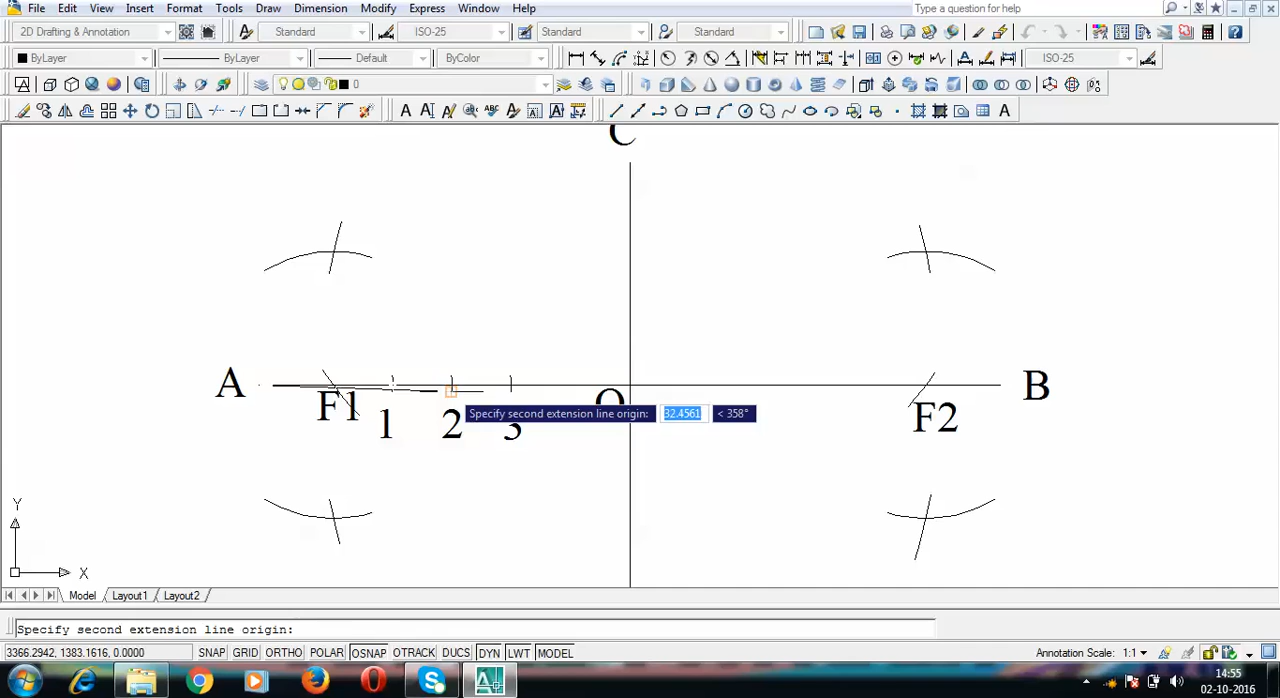 File Edit View Insert Format Tools Draw Dimension Modify Express Window Help Type a question for help
2D Drafting & Annotation Standard ISO-25 Standard Standard
ByLayer ByLayer Default ByColor ISO-25
0
C
A B
F1 O F2
1 2 3
Specify second extension line origin: 32.4561 < 358°
Y
X
Model Layout1 Layout2
Specify second extension line origin:
3366.2942, 1383.1616, 0.0000 SNAP GRID ORTHO POLAR OSNAP OTRACK DUCS DYN LWT MODEL Annotation Scale: 1:1
14:55
02-10-2016